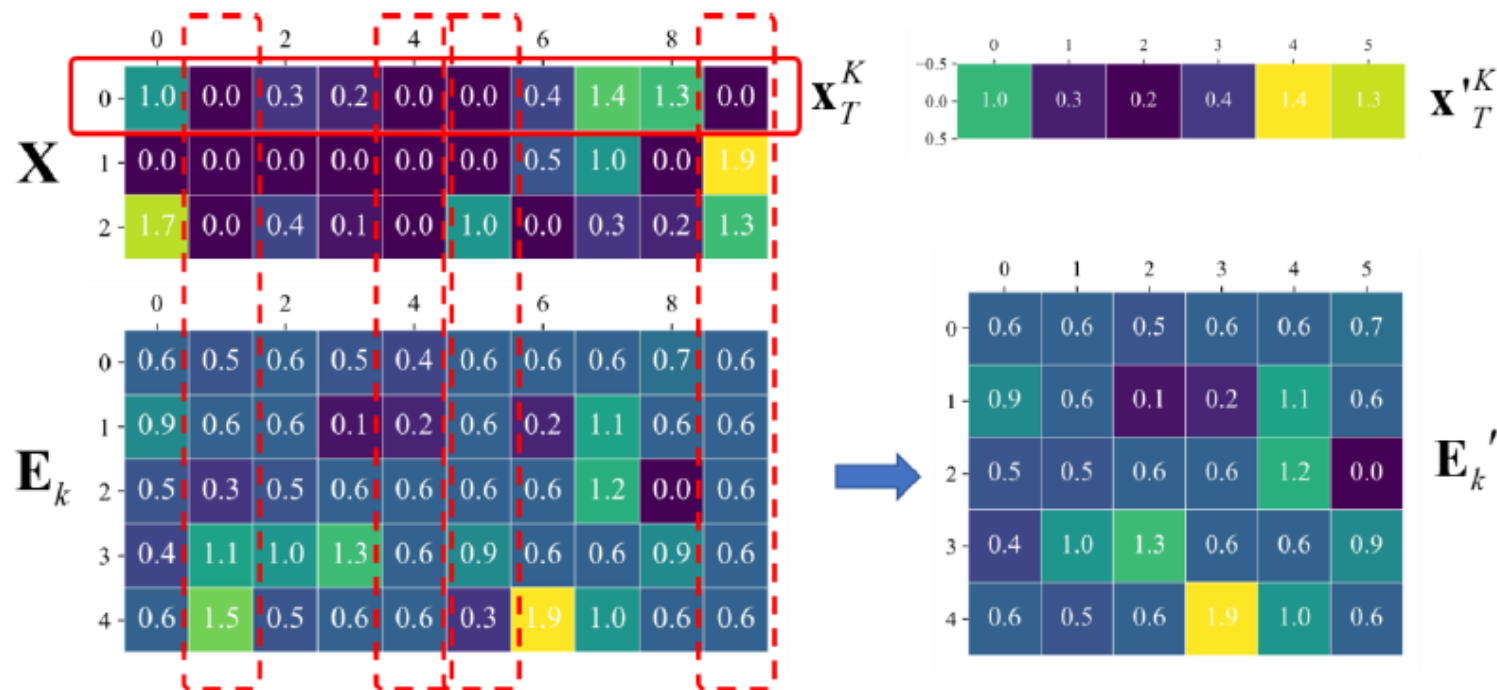 0 2 4 6 8
0 1.0 0.0 0.3 0.2 0.0 0.0 0.4 1.4 1.3 0.0
1 0.0 0.0 0.0 0.0 0.0 0.0 0.5 1.0 0.0 1.9
2 1.7 0.0 0.4 0.1 0.0 1.0 0.0 0.3 0.2 1.3
X
x_T^K
0 1 2 3 4 5
−0.5
0.0 1.0 0.3 0.2 0.4 1.4 1.3
0.5
x'_T^K
0 2 4 6 8
0 0.6 0.5 0.6 0.5 0.4 0.6 0.6 0.6 0.7 0.6
1 0.9 0.6 0.6 0.1 0.2 0.6 0.2 1.1 0.6 0.6
2 0.5 0.3 0.5 0.6 0.6 0.6 0.6 1.2 0.0 0.6
3 0.4 1.1 1.0 1.3 0.6 0.9 0.6 0.6 0.9 0.6
4 0.6 1.5 0.5 0.6 0.6 0.3 1.9 1.0 0.6 0.6
E_k
0 1 2 3 4 5
0 0.6 0.6 0.5 0.6 0.6 0.7
1 0.9 0.6 0.1 0.2 1.1 0.6
2 0.5 0.5 0.6 0.6 1.2 0.0
3 0.4 1.0 1.3 0.6 0.6 0.9
4 0.6 0.5 0.6 1.9 1.0 0.6
E_k'